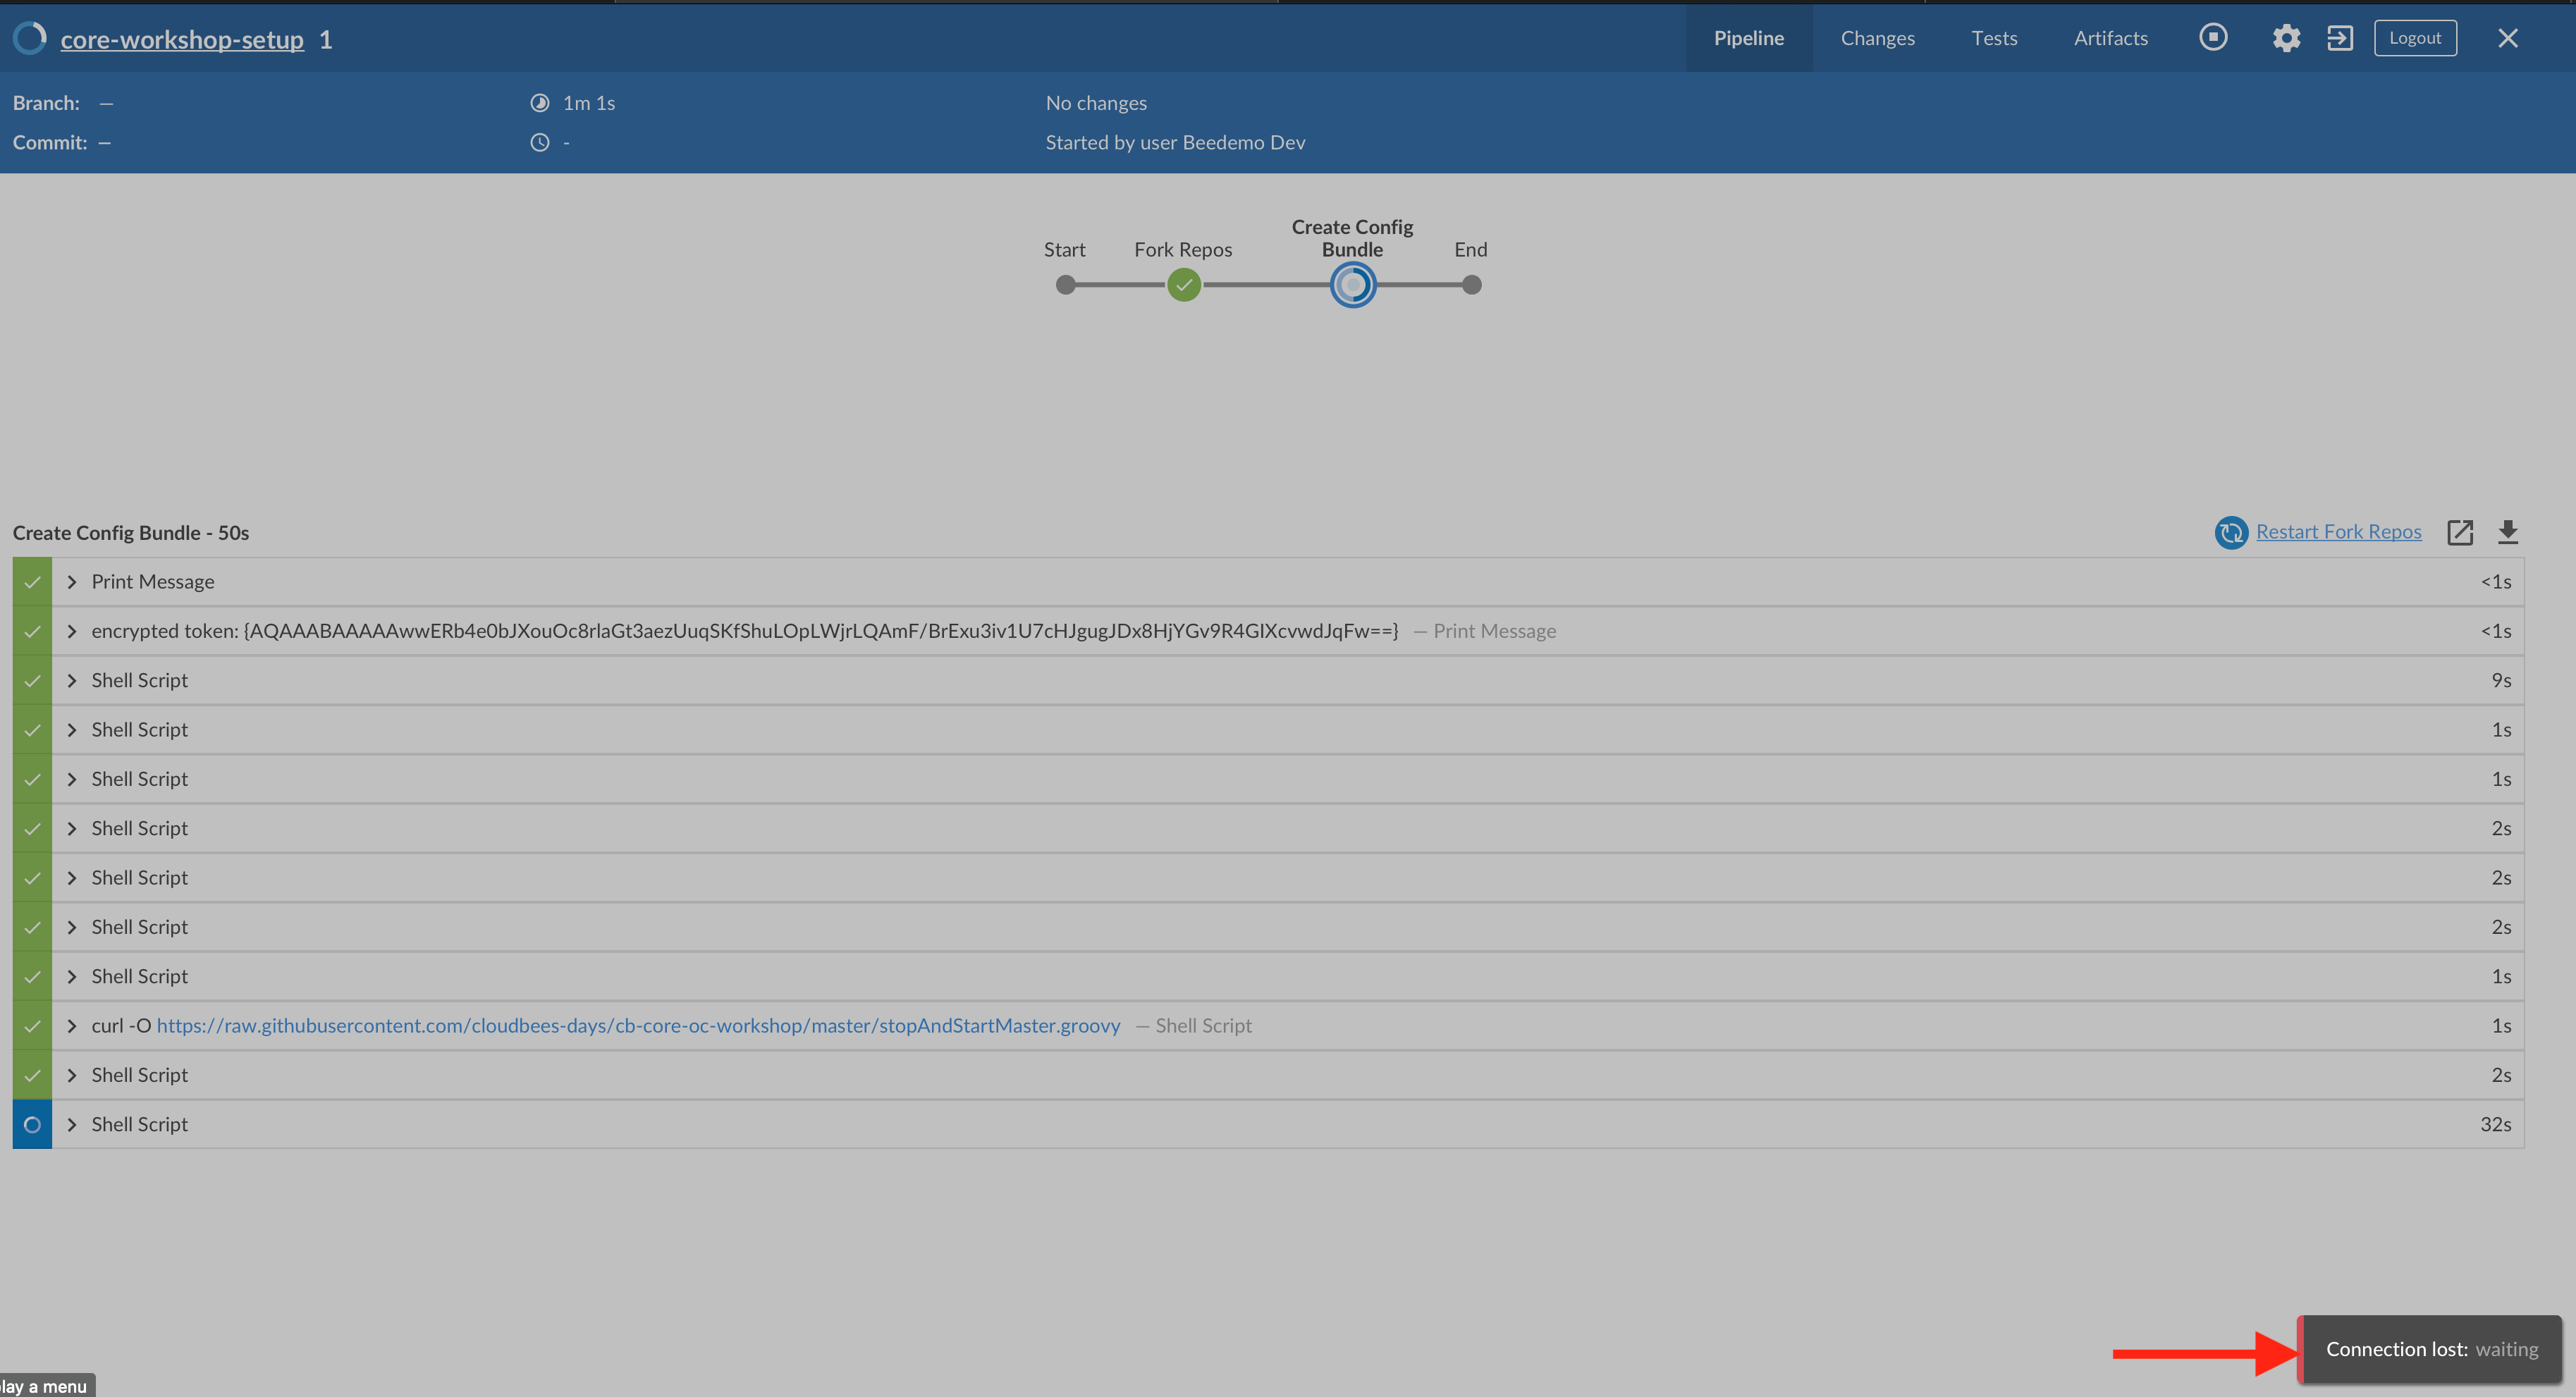 core-workshop-setup 1
Pipeline Changes Tests Artifacts Logout
Branch: — 1m 1s No changes
Commit: — - Started by user Beedemo Dev
Create Config
Start Fork Repos Bundle End
Create Config Bundle - 50s Restart Fork Repos
Print Message <1s
encrypted token: {AQAAABAAAAAwwERb4e0bJXouOc8rlaGt3aezUuqSKfShuLOpLWjrLQAmF/BrExu3iv1U7cHJgugJDx8HjYGv9R4GIXcvwdJqFw==} — Print Message <1s
Shell Script 9s
Shell Script 1s
Shell Script 1s
Shell Script 2s
Shell Script 2s
Shell Script 2s
Shell Script 1s
curl -O https://raw.githubusercontent.com/cloudbees-days/cb-core-oc-workshop/master/stopAndStartMaster.groovy — Shell Script 1s
Shell Script 2s
Shell Script 32s
Connection lost: waiting
lay a menu